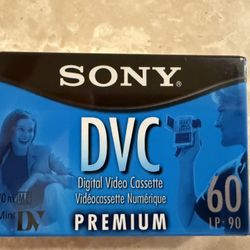 SONY
DVC
Digital Video Cassette
Vidéocassette Numérique
60
Mini DV
PREMIUM
LP: 90